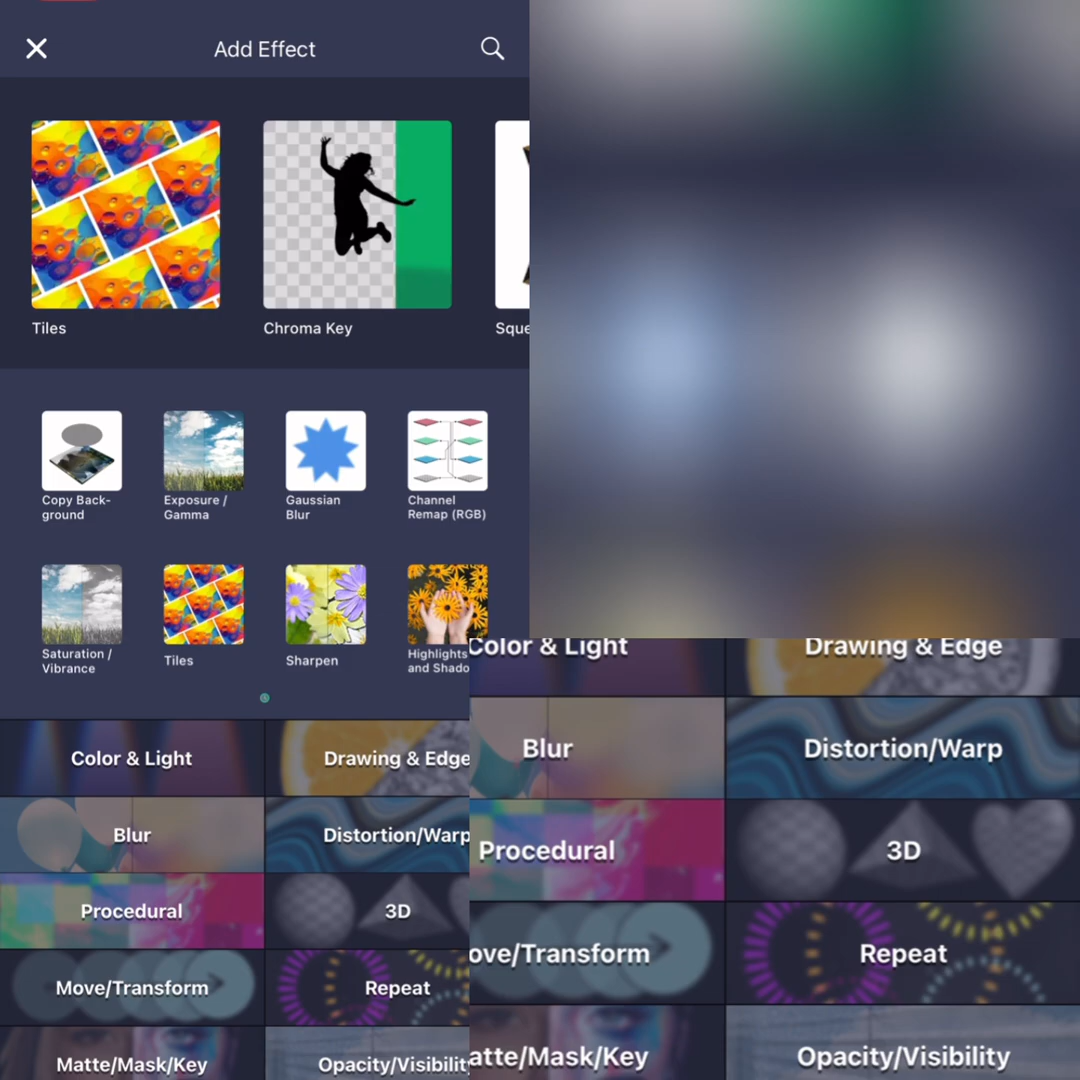 Add Effect
Tiles
Chroma Key
Sque
Copy Back-
ground
Exposure /
Gamma
Gaussian
Blur
Channel
Remap (RGB)
Saturation /
Vibrance
Tiles
Sharpen
Highlights
and Shado
Color & Light
Drawing & Edge
Blur
Distortion/Warp
Procedural
3D
Move/Transform
Repeat
Matte/Mask/Key
Opacity/Visibilit
Color & Light
Drawing & Edge
Blur
Distortion/Warp
Procedural
3D
ove/Transform
Repeat
atte/Mask/Key
Opacity/Visibility